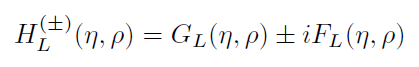 H_L^{(±)}(η, ρ) = G_L(η, ρ) ± iF_L(η, ρ)